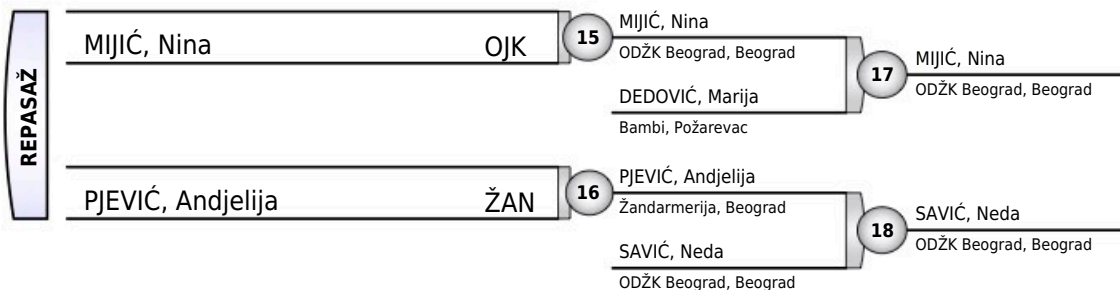 REPASAŽ
MIJIĆ, Nina OJK
15
MIJIĆ, Nina
ODŽK Beograd, Beograd
DEDOVIĆ, Marija
Bambi, Požarevac
17
MIJIĆ, Nina
ODŽK Beograd, Beograd
PJEVIĆ, Andjelija ŽAN
16
PJEVIĆ, Andjelija
Žandarmerija, Beograd
SAVIĆ, Neda
ODŽK Beograd, Beograd
18
SAVIĆ, Neda
ODŽK Beograd, Beograd